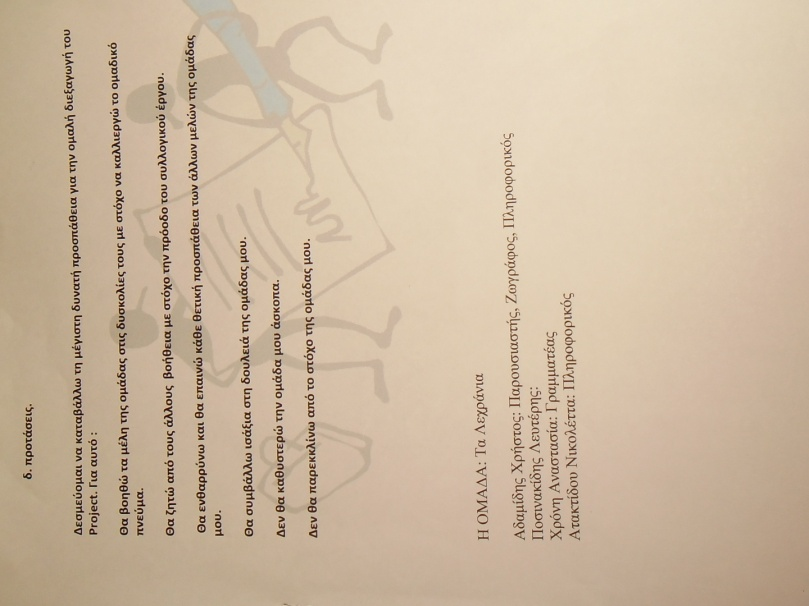 δ. προτάσεις.
Δεσμεύομαι να καταβάλλω τη μέγιστη δυνατή προσπάθεια για την ομαλή διεξαγωγή του
Project. Για αυτό :
Θα βοηθώ τα μέλη της ομάδας στις δυσκολίες τους με στόχο να καλλιεργώ το ομαδικό
πνεύμα.
Θα ζητώ από τους άλλους βοήθεια με στόχο την πρόοδο του συλλογικού έργου.
Θα ενθαρρύνω και θα επαινώ κάθε θετική προσπάθεια των άλλων μελών της ομάδας
μου.
Θα συμβάλλω ισάξια στη δουλειά της ομάδας μου.
Δεν θα καθυστερώ την ομάδα μου άσκοπα.
Δεν θα παρεκκλίνω από το στόχο της ομάδας μου.
Η ΟΜΑΔΑ: Τα Λεχράνια
Αδαμίδης Χρήστος: Παρουσιαστής, Ζωγράφος, Πληροφορικός
Ποσινακίδης Λευτέρης:
Χρόνη Αναστασία: Γραμματέας
Ατακτίδου Νικολέττα: Πληροφορικός